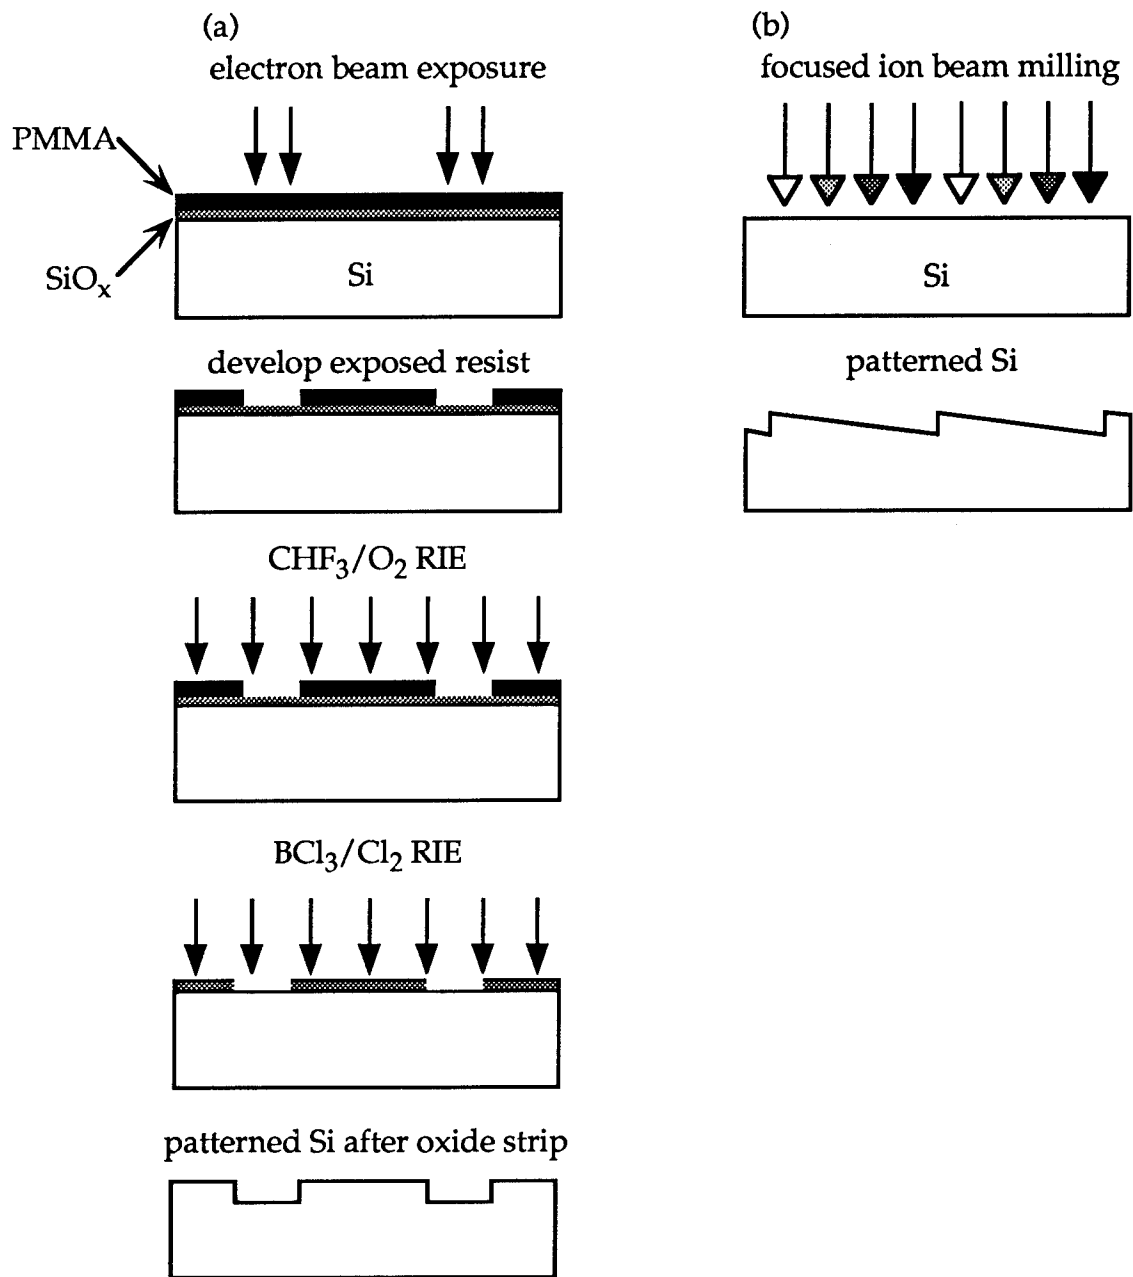 (a)
electron beam exposure
PMMA
SiOx
Si
develop exposed resist
CHF3/O2 RIE
BCl3/Cl2 RIE
patterned Si after oxide strip
(b)
focused ion beam milling
Si
patterned Si